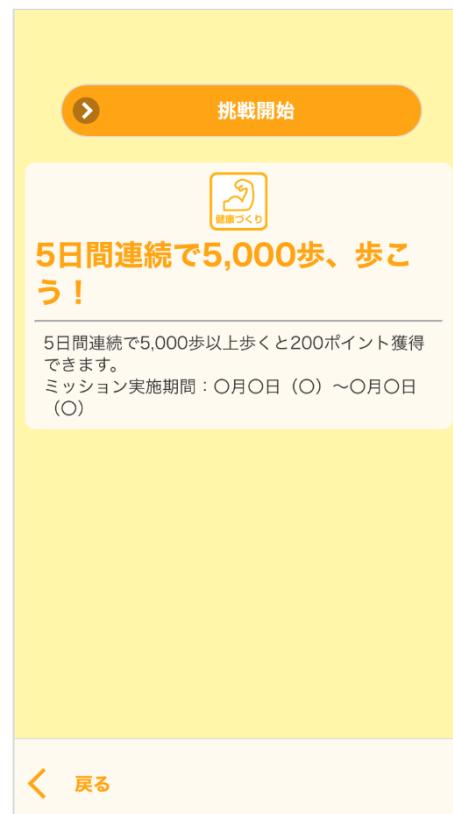 挑戦開始
健康づくり
5日間連続で5,000歩、歩こ
う！
5日間連続で5,000歩以上歩くと200ポイント獲得
できます。
ミッション実施期間：〇月〇日（〇）～〇月〇日
（〇）
戻る